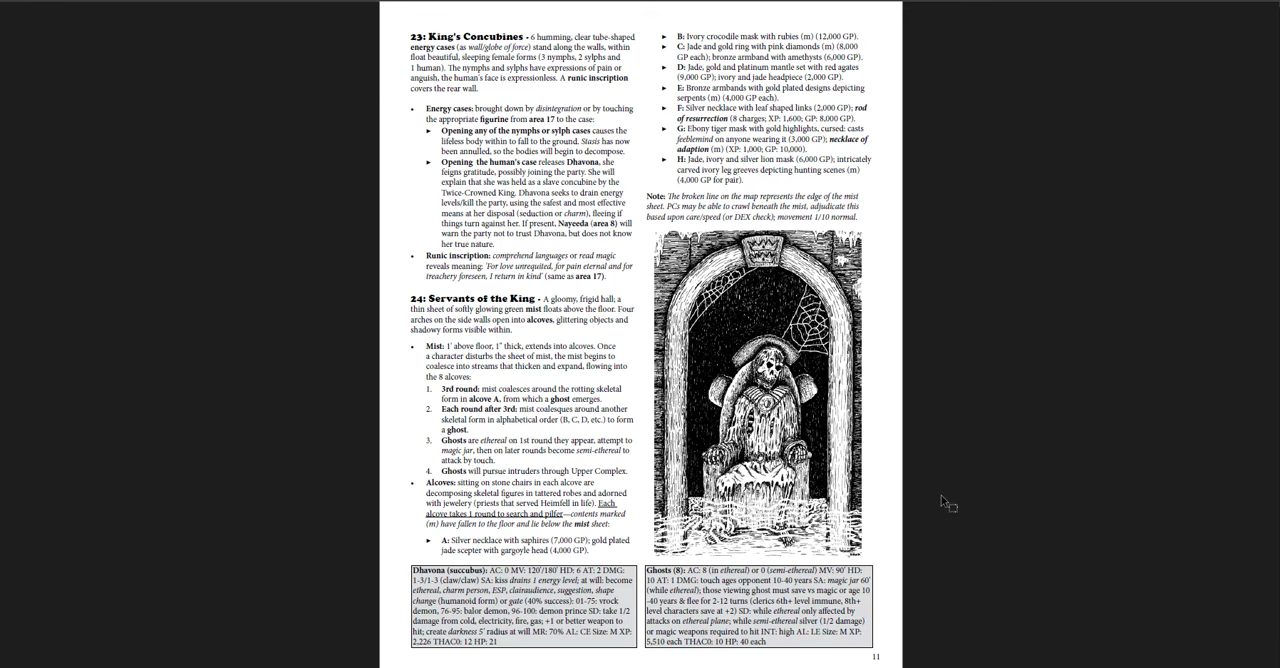 23: King's Concubines - 6 humming, clear tube-shaped
energy cases (as wall/globe of force) stand along the walls, within
float beautiful, sleeping female forms (3 nymphs, 2 sylphs and
1 human). The nymphs and sylphs have expressions of pain or
anguish, the human's face is expressionless. A runic inscription
covers the rear wall.
• Energy cases: brought down by disintegration or by touching
the appropriate figurine from area 17 to the case:
► Opening any of the nymphs or sylph cases causes the
lifeless body within to fall to the ground. Stasis has now
been annulled, so the bodies will begin to decompose.
► Opening the human's case releases Dhavona, she
feigns gratitude, possibly joining the party. She will
explain that she was held as a slave concubine by the
Twice-Crowned King. Dhavona seeks to drain energy
levels/kill the party, using the safest and most effective
means at her disposal (seduction or charm), fleeing if
things turn against her. If present, Nayeeda (area 8) will
warn the party not to trust Dhavona, but does not know
her true nature.
• Runic inscription: comprehend languages or read magic
reveals meaning: 'For love unrequited, for pain eternal and for
treachery foreseen, I return in kind' (same as area 17).
24: Servants of the King - A gloomy, frigid hall; a
thin sheet of softly glowing green mist floats above the floor. Four
arches on the side walls open into alcoves, glittering objects and
shadowy forms visible within.
• Mist: 1' above floor, 1" thick, extends into alcoves. Once
a character disturbs the sheet of mist, the mist begins to
coalesce into streams that thicken and expand, flowing into
the 8 alcoves:
1. 3rd round: mist coalesces around the rotting skeletal
form in alcove A, from which a ghost emerges.
2. Each round after 3rd: mist coalesques around another
skeletal form in alphabetical order (B, C, D, etc.) to form
a ghost.
3. Ghosts are ethereal on 1st round they appear, attempt to
magic jar, then on later rounds become semi-ethereal to
attack by touch.
4. Ghosts will pursue intruders through Upper Complex.
• Alcoves: sitting on stone chairs in each alcove are
decomposing skeletal figures in tattered robes and adorned
with jewelery (priests that served Heimfell in life). Each
alcove takes 1 round to search and pilfer—contents marked
(m) have fallen to the floor and lie below the mist sheet:
► A: Silver necklace with saphires (7,000 GP); gold plated
jade scepter with gargoyle head (4,000 GP).
► B: Ivory crocodile mask with rubies (m) (12,000 GP).
► C: Jade and gold ring with pink diamonds (m) (8,000
GP each); bronze armband with amethysts (6,000 GP).
► D: Jade, gold and platinum mantle set with red agates
(9,000 GP); ivory and jade headpiece (2,000 GP).
► E: Bronze armbands with gold plated designs depicting
serpents (m) (4,000 GP each).
► F: Silver necklace with leaf shaped links (2,000 GP); rod
of resurrection (8 charges; XP: 1,600; GP: 8,000 GP).
► G: Ebony tiger mask with gold highlights, cursed: casts
feeblemind on anyone wearing it (3,000 GP); necklace of
adaption (m) (XP: 1,000; GP: 10,000).
► H: Jade, ivory and silver lion mask (6,000 GP); intricately
carved ivory leg greeves depicting hunting scenes (m)
(4,000 GP for pair).
Note: The broken line on the map represents the edge of the mist
sheet. PCs may be able to crawl beneath the mist, adjudicate this
based upon care/speed (or DEX check); movement 1/10 normal.
Dhavona (succubus): AC: 0 MV: 120'/180' HD: 6 AT: 2 DMG:
1-3/1-3 (claw/claw) SA: kiss drains 1 energy level; at will: become
ethereal, charm person, ESP, clairaudience, suggestion, shape
change (humanoid form) or gate (40% success): 01-75: vrock
demon, 76-95: balor demon, 96-100: demon prince SD: take 1/2
damage from cold, electricity, fire, gas; +1 or better weapon to
hit; create darkness 5' radius at will MR: 70% AL: CE Size: M XP:
2,226 THAC0: 12 HP: 21
Ghosts (8): AC: 8 (in ethereal) or 0 (semi-ethereal) MV: 90' HD:
10 AT: 1 DMG: touch ages opponent 10-40 years SA: magic jar 60'
(while ethereal); those viewing ghost must save vs magic or age 10
-40 years & flee for 2-12 turns (clerics 6th+ level immune, 8th+
level characters save at +2) SD: while ethereal only affected by
attacks on ethereal plane; while semi-ethereal silver (1/2 damage)
or magic weapons required to hit INT: high AL: LE Size: M XP:
5,510 each THAC0: 10 HP: 40 each
11